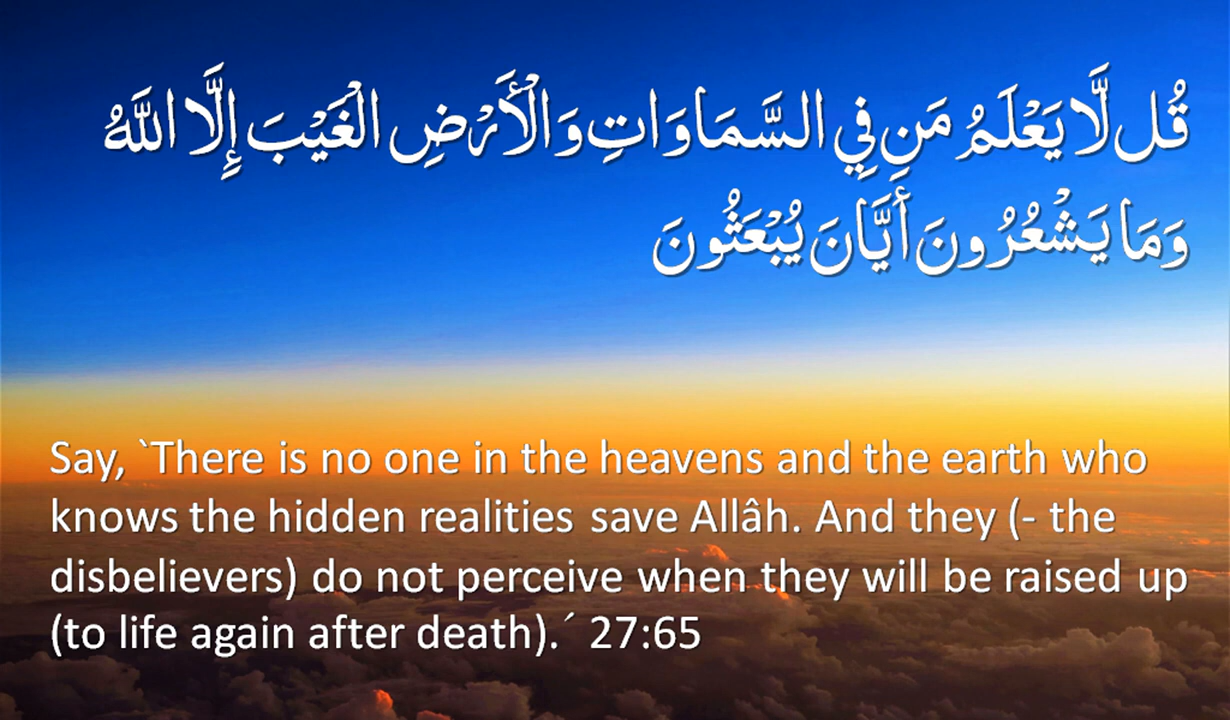 قُل لَّا يَعْلَمُ مَن فِي السَّمَاوَاتِ وَالْأَرْضِ الْغَيْبَ إِلَّا اللَّهُ
وَمَا يَشْعُرُونَ أَيَّانَ يُبْعَثُونَ
Say, `There is no one in the heavens and the earth who
knows the hidden realities save Allâh. And they (- the
disbelievers) do not perceive when they will be raised up
(to life again after death).´ 27:65